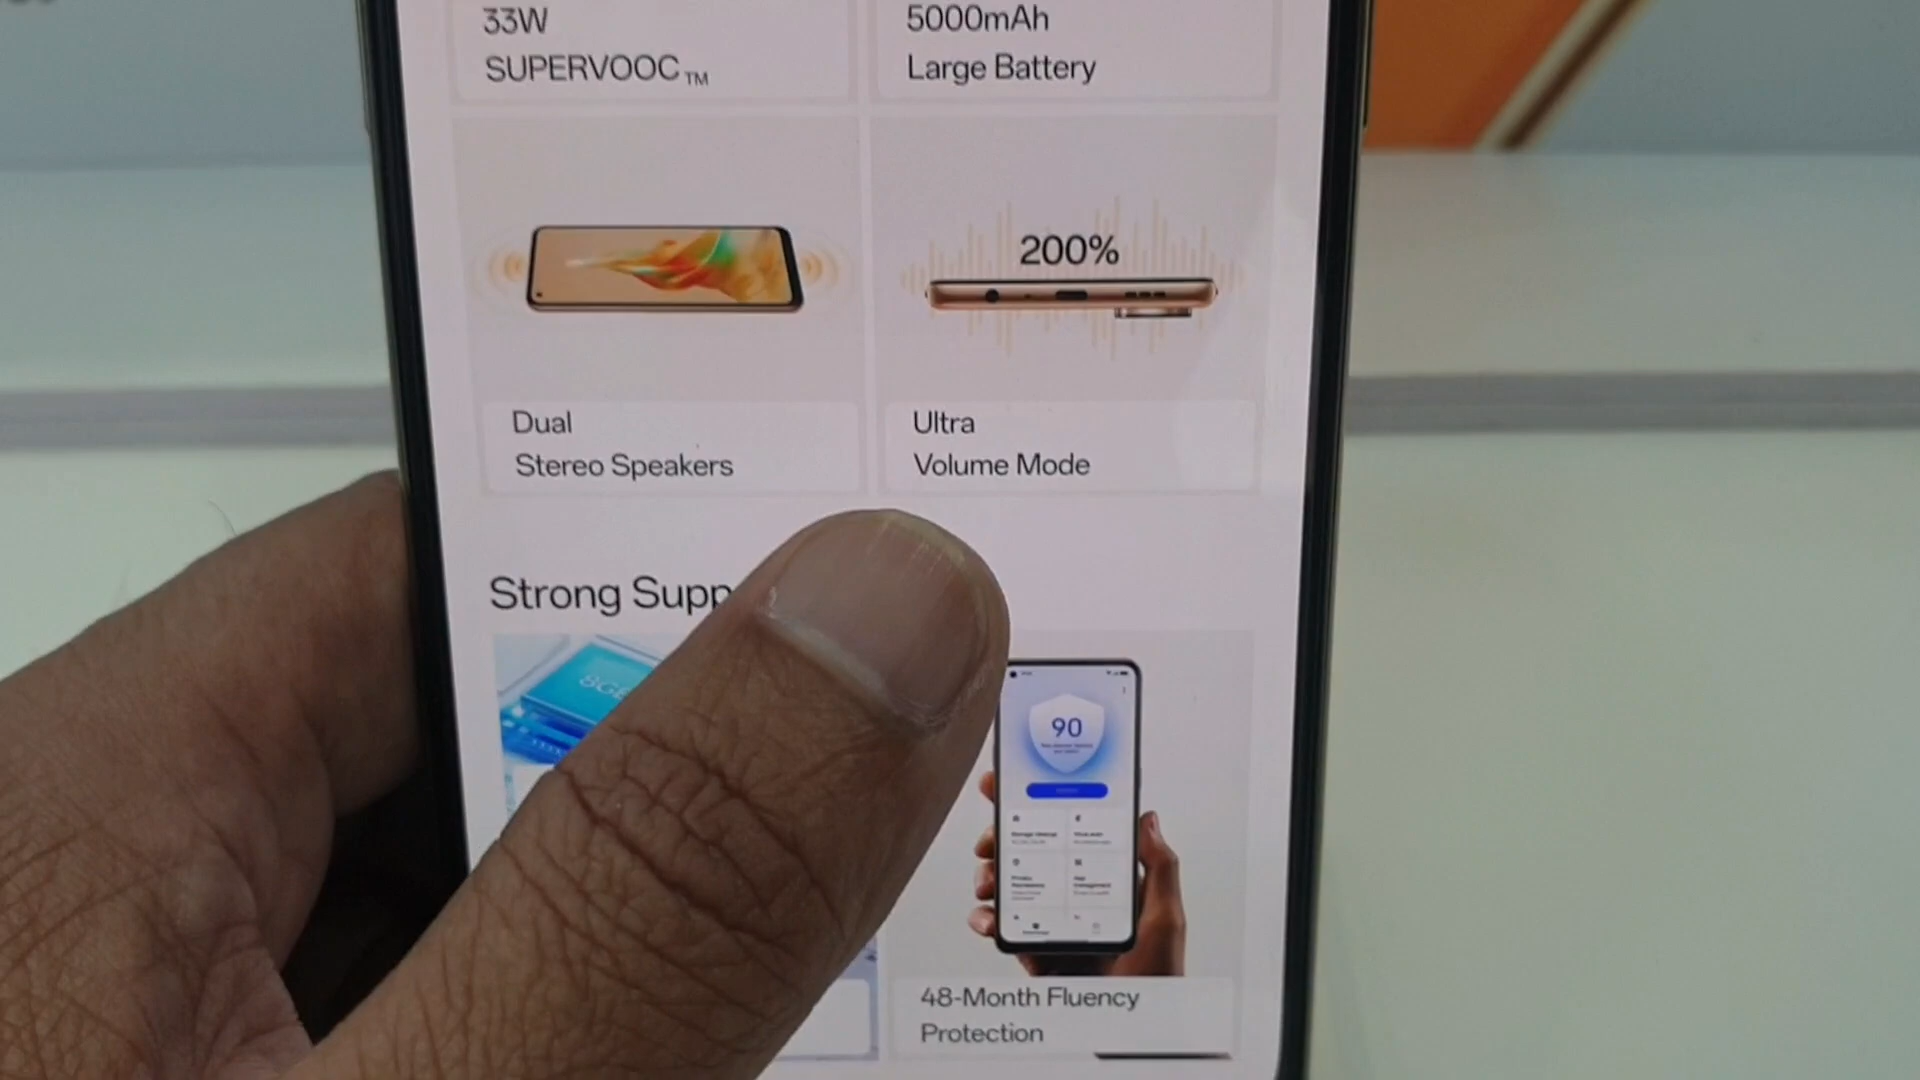 33W
SUPERVOOC TM
5000mAh
Large Battery
200%
Dual
Stereo Speakers
Ultra
Volume Mode
Strong Supp
8GB
90
48-Month Fluency
Protection